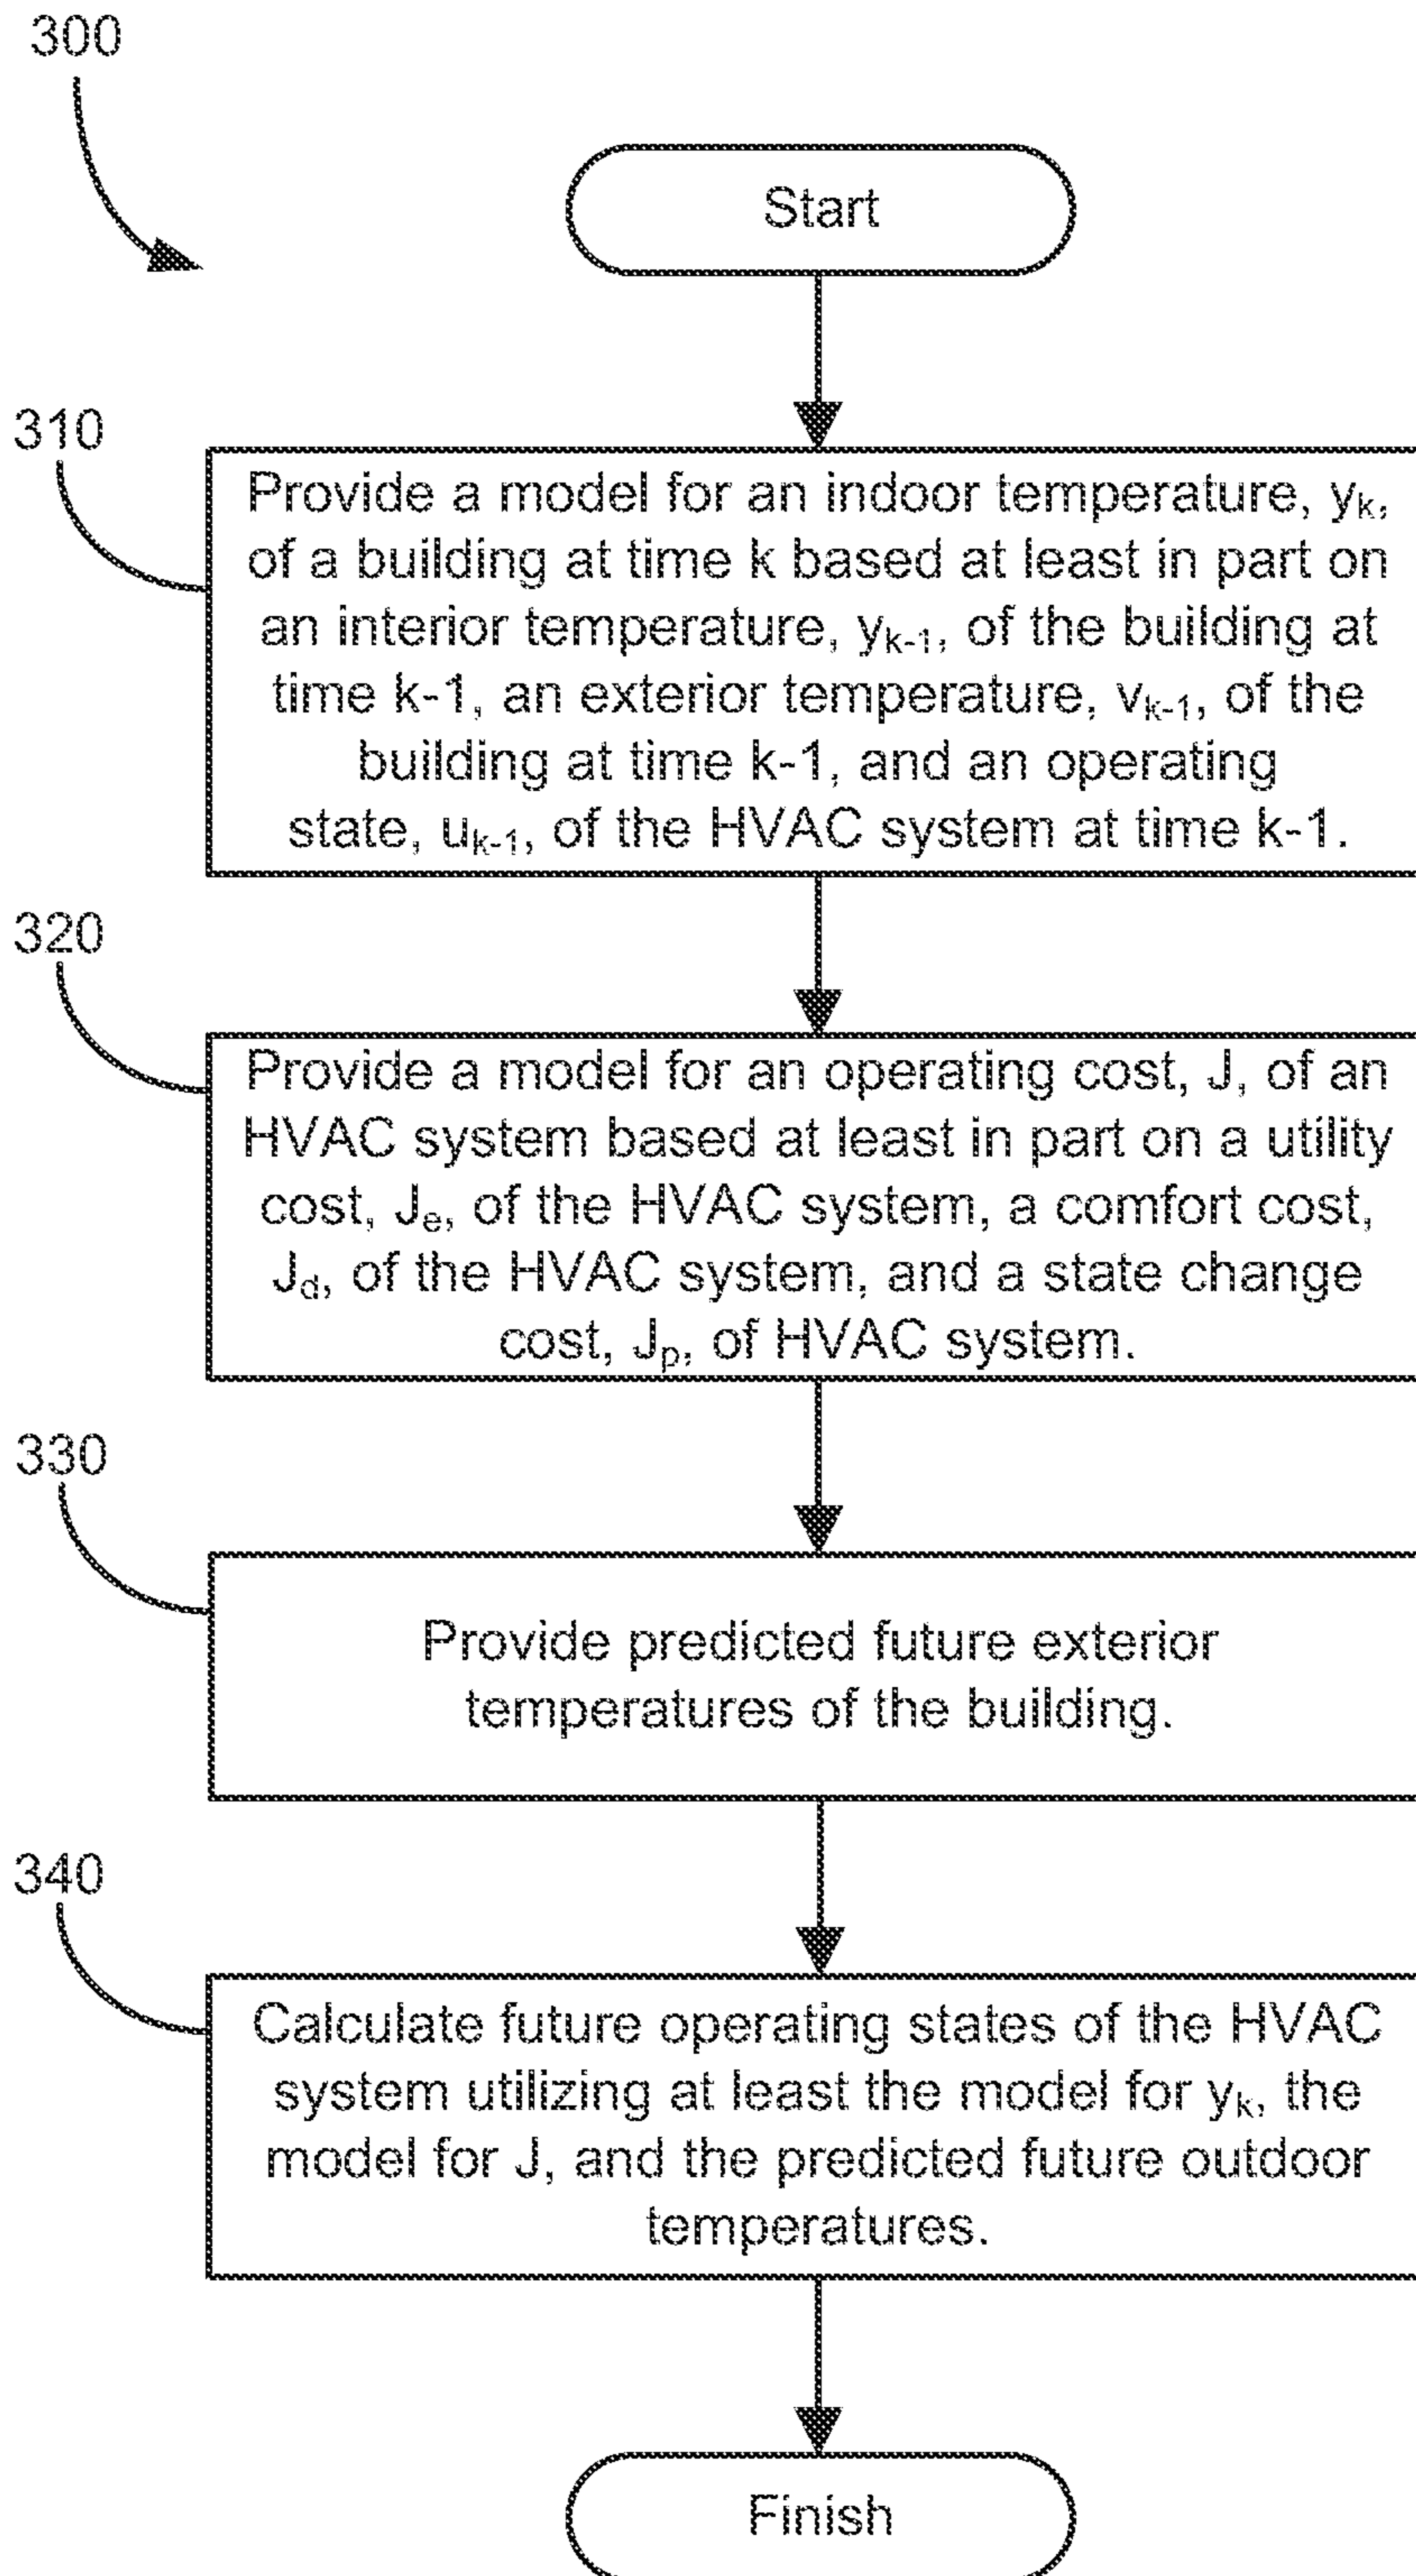 300
Start
310
Provide a model for an indoor temperature, yₖ,
of a building at time k based at least in part on
an interior temperature, yₖ₋₁, of the building at
time k-1, an exterior temperature, vₖ₋₁, of the
building at time k-1, and an operating
state, uₖ₋₁, of the HVAC system at time k-1.
320
Provide a model for an operating cost, J, of an
HVAC system based at least in part on a utility
cost, Jₑ, of the HVAC system, a comfort cost,
J_d, of the HVAC system, and a state change
cost, Jₚ, of HVAC system.
330
Provide predicted future exterior
temperatures of the building.
340
Calculate future operating states of the HVAC
system utilizing at least the model for yₖ, the
model for J, and the predicted future outdoor
temperatures.
Finish